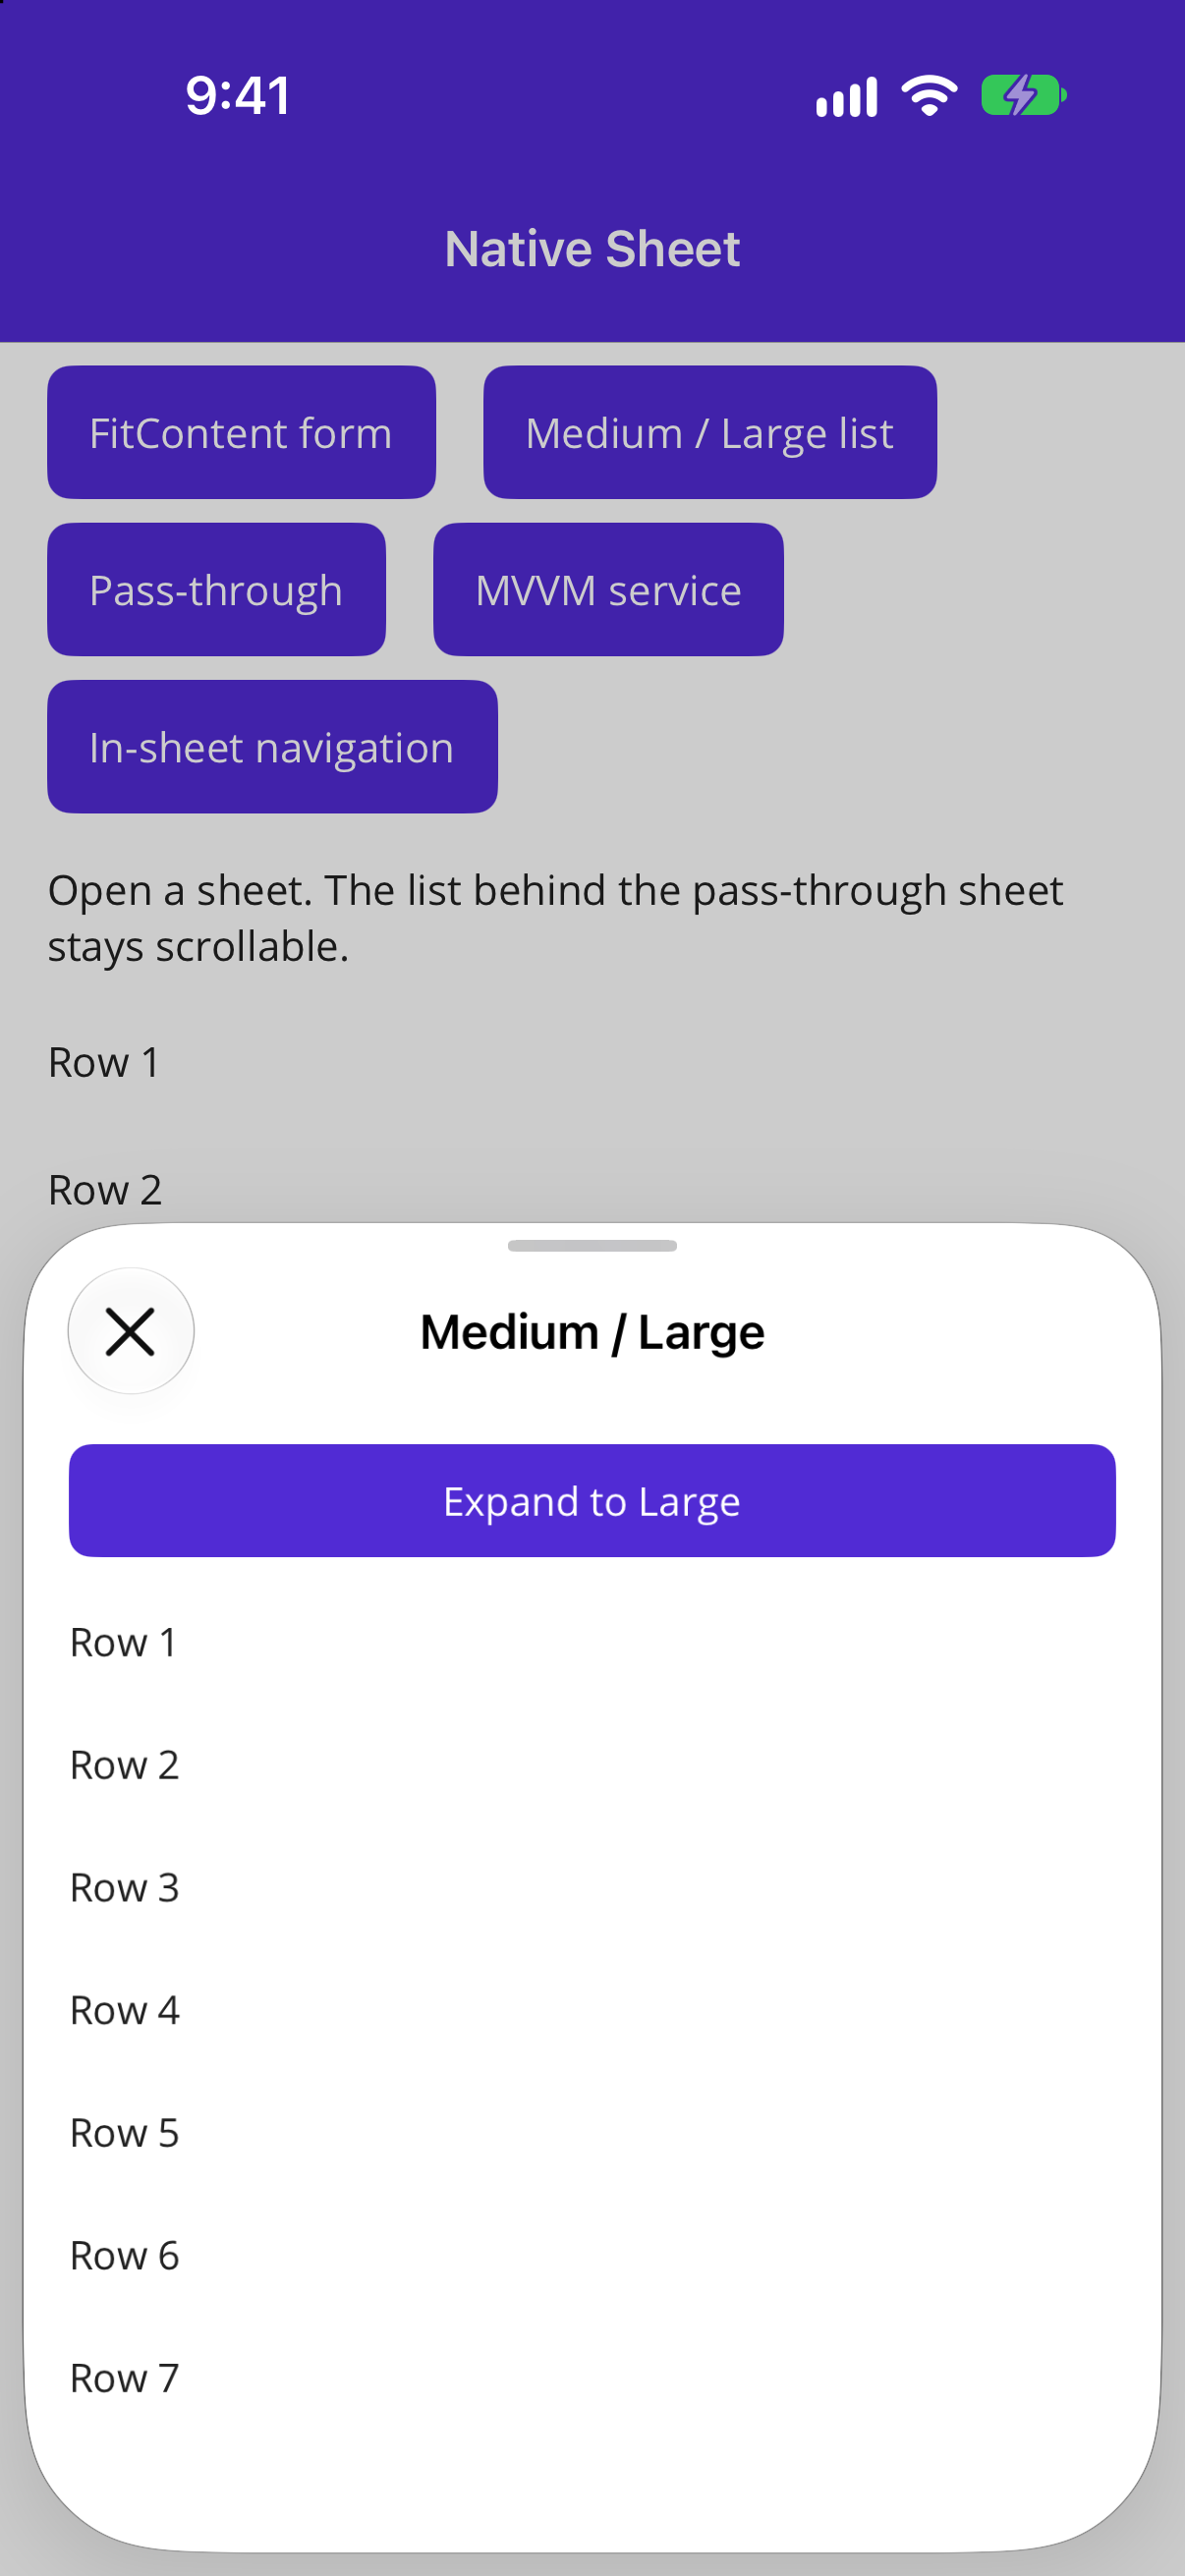 9:41
Native Sheet
FitContent form
Medium / Large list
Pass-through
MVVM service
In-sheet navigation
Open a sheet. The list behind the pass-through sheet
stays scrollable.
Row 1
Row 2
Medium / Large
Expand to Large
Row 1
Row 2
Row 3
Row 4
Row 5
Row 6
Row 7